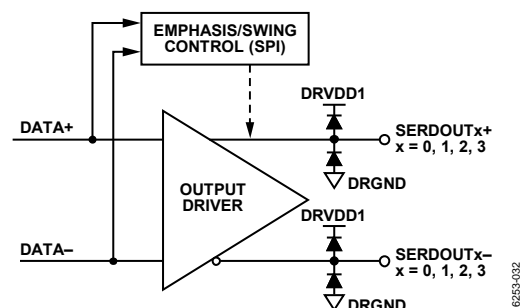 EMPHASIS/SWING
CONTROL (SPI)
DRVDD1
DATA+
SERDOUTx+
x = 0, 1, 2, 3
DRGND
OUTPUT
DRIVER
DRVDD1
DATA–
SERDOUTx–
x = 0, 1, 2, 3
DRGND
6253-032